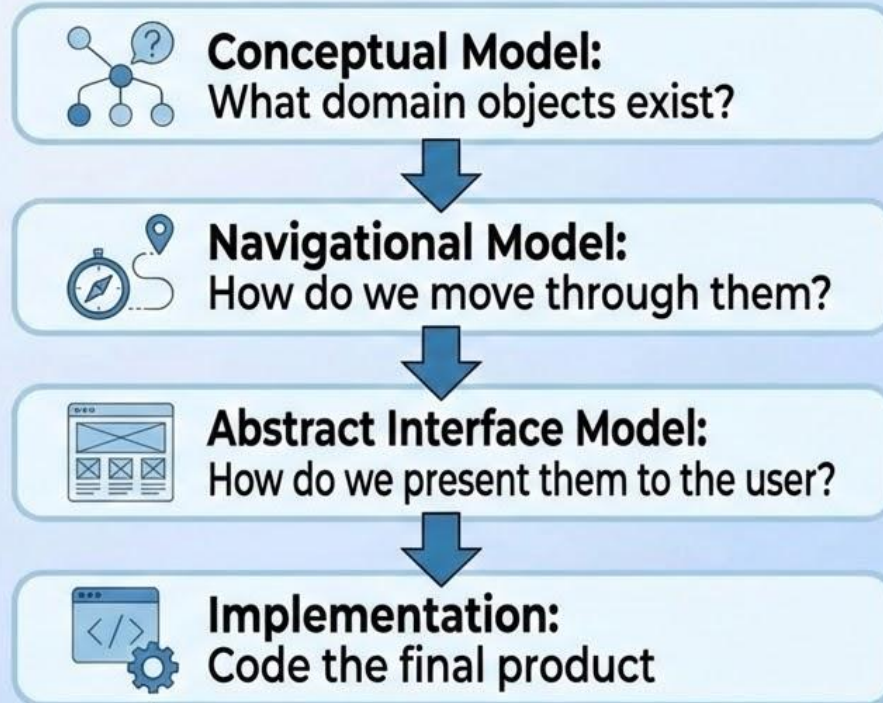 ?
Conceptual Model:
What domain objects exist?
Navigational Model:
How do we move through them?
Abstract Interface Model:
How do we present them to the user?
</>
Implementation:
Code the final product